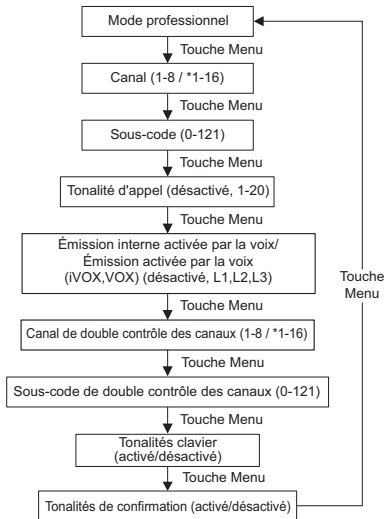 Mode professionnel
Touche Menu
Canal (1-8 / *1-16)
Touche Menu
Sous-code (0-121)
Touche Menu
Tonalité d'appel (désactivé, 1-20)
Touche Menu
Émission interne activée par la voix/
Émission activée par la voix
(iVOX,VOX) (désactivé, L1,L2,L3)
Touche Menu
Canal de double contrôle des canaux (1-8 / *1-16)
Touche Menu
Sous-code de double contrôle des canaux (0-121)
Touche Menu
Tonalités clavier
(activé/désactivé)
Touche Menu
Tonalités de confirmation (activé/désactivé)
Touche
Menu